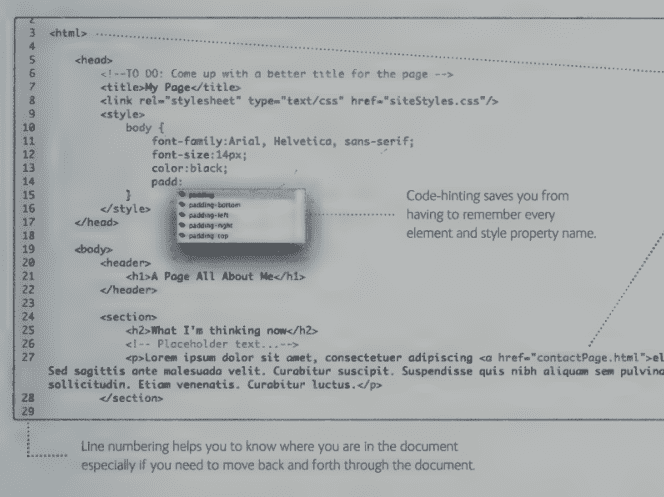 2
3 <html>
4
5 <head>
6 <!--TO DO: Come up with a better title for the page -->
7 <title>My Page</title>
8 <link rel="stylesheet" type="text/css" href="siteStyles.css"/>
9 <style>
10 body {
11 font-family:Arial, Helvetica, sans-serif;
12 font-size:14px;
13 color:black;
14 padd:
padding
15 }
padding-bottom
16 </style>
padding-left
17 </head>
padding-right
18
padding-top
Code-hinting saves you from
having to remember every
element and style property name.
19 <body>
20 <header>
21 <h1>A Page All About Me</h1>
22 </header>
23
24 <section>
25 <h2>What I'm thinking now</h2>
26 <!-- Placeholder text...-->
27 <p>Lorem ipsum dolor sit amet, consectetuer adipiscing <a href="contactPage.html">el
Sed sagittis ante malesuada velit. Curabitur suscipit. Suspendisse quis nibh aliquam sem pulvina
sollicitudin. Etiam venenatis. Curabitur luctus.</p>
28 </section>
29
Line numbering helps you to know where you are in the document
especially if you need to move back and forth through the document.